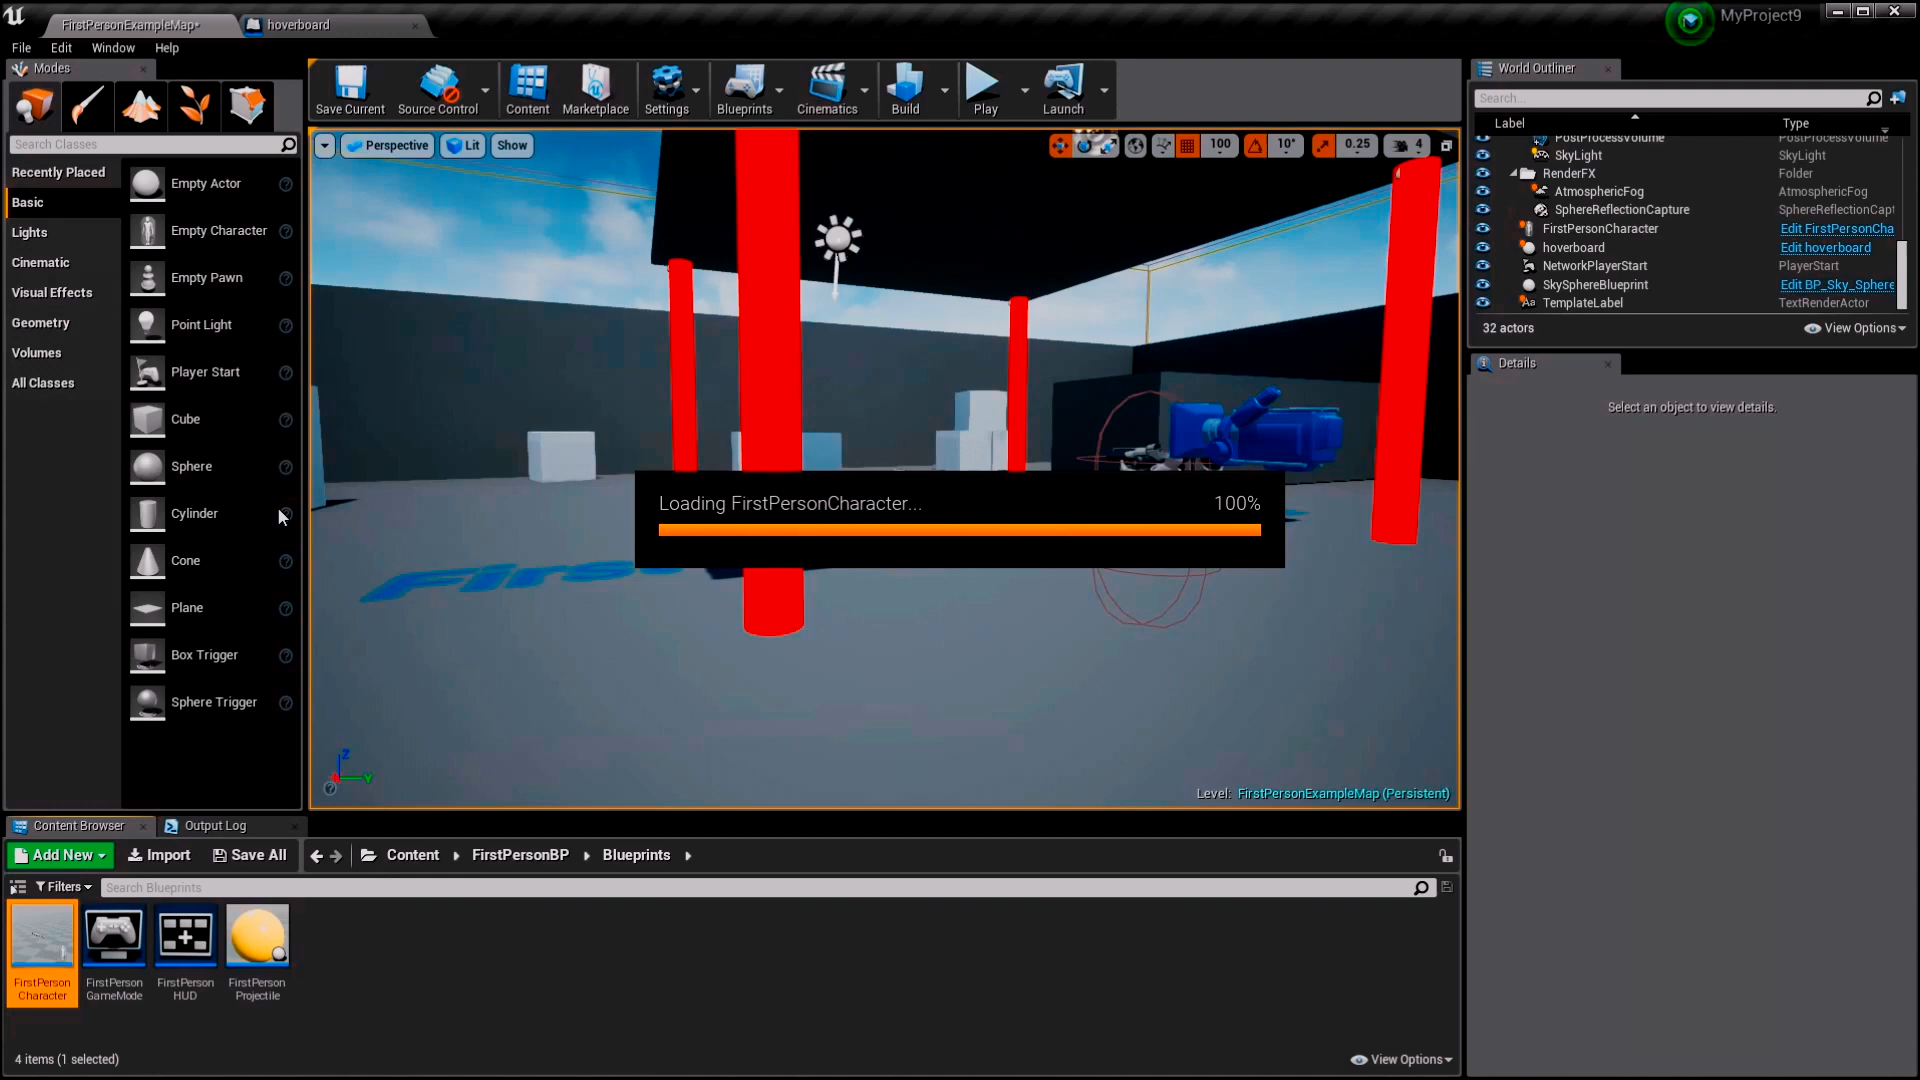 FirstPersonExampleMap*
hoverboard
MyProject9
File Edit Window Help
Modes
Search Classes
Recently Placed
Basic
Lights
Cinematic
Visual Effects
Geometry
Volumes
All Classes
Empty Actor
Empty Character
Empty Pawn
Point Light
Player Start
Cube
Sphere
Cylinder
Cone
Plane
Box Trigger
Sphere Trigger
Save Current
Source Control
Content
Marketplace
Settings
Blueprints
Cinematics
Build
Play
Launch
Perspective
Lit
Show
100
10°
0.25
4
Loading FirstPersonCharacter... 100%
Firs
Z
Y
Level: FirstPersonExampleMap (Persistent)
World Outliner
Search...
Label Type
PostProcessVolume PostProcessVolume
SkyLight SkyLight
RenderFX Folder
AtmosphericFog AtmosphericFog
SphereReflectionCapture SphereReflectionCapt
FirstPersonCharacter Edit FirstPersonCha
hoverboard Edit hoverboard
NetworkPlayerStart PlayerStart
SkySphereBlueprint Edit BP_Sky_Sphere
TemplateLabel TextRenderActor
32 actors
View Options
Details
Select an object to view details.
Content Browser
Output Log
Add New
Import
Save All
Content
FirstPersonBP
Blueprints
Filters
Search Blueprints
FirstPerson
Character
FirstPerson
GameMode
FirstPerson
HUD
FirstPerson
Projectile
4 items (1 selected)
View Options